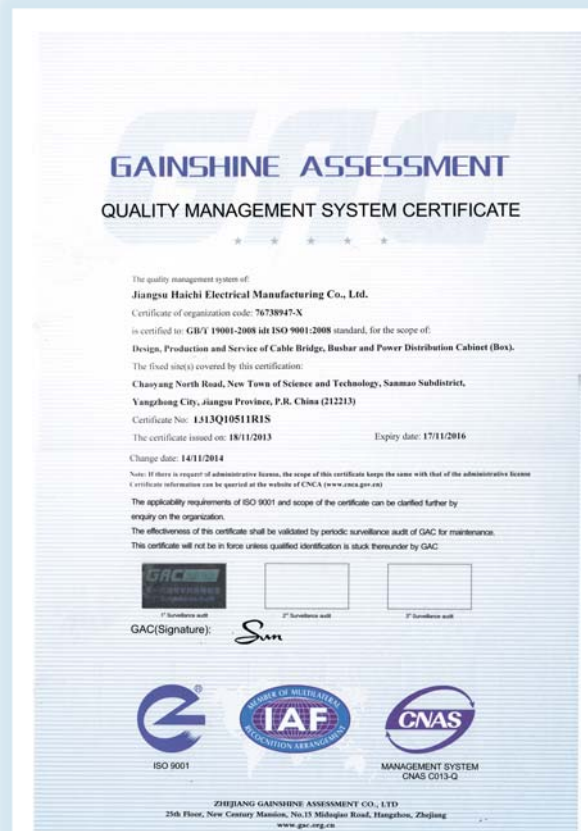 GAINSHINE ASSESSMENT
QUALITY MANAGEMENT SYSTEM CERTIFICATE
The quality management system of:
Jiangsu Haichi Electrical Manufacturing Co., Ltd.
Certificate of organization code: 76738947-X
is certified to: GB/T 19001-2008 idt ISO 9001:2008 standard, for the scope of:
Design, Production and Service of Cable Bridge, Busbar and Power Distribution Cabinet (Box).
The fixed site(s) covered by this certification:
Chaoyang North Road, New Town of Science and Technology, Sanmao Subdistrict,
Yangzhong City, Jiangsu Province, P.R. China (212213)
Certificate No: 1313Q10511R1S
The certificate issued on: 18/11/2013 Expiry date: 17/11/2016
Change date: 14/11/2014
Note: If there is request of administrative license, the scope of this certificate keeps the same with that of the administrative license
Certificate information can be queried at the website of CNCA (www.cnca.gov.cn)
The applicability requirements of ISO 9001 and scope of the certificate can be clarified further by
enquiry on the organization.
The effectiveness of this certificate shall be validated by periodic surveillance audit of GAC for maintenance.
This certificate will not be in force unless qualified identification is stuck thereunder by GAC
GAC
1st Surveillance audit 2nd Surveillance audit 3rd Surveillance audit
GAC(Signature): Sun
MEMBER OF MULTILATERAL
IAF
RECOGNITION ARRANGEMENT
CNAS
ISO 9001
MANAGEMENT SYSTEM
CNAS C013-Q
ZHEJIANG GAINSHINE ASSESSMENT CO., LTD
25th Floor, New Century Mansion, No.15 Miduqiao Road, Hangzhou, Zhejiang
www.gac.org.cn